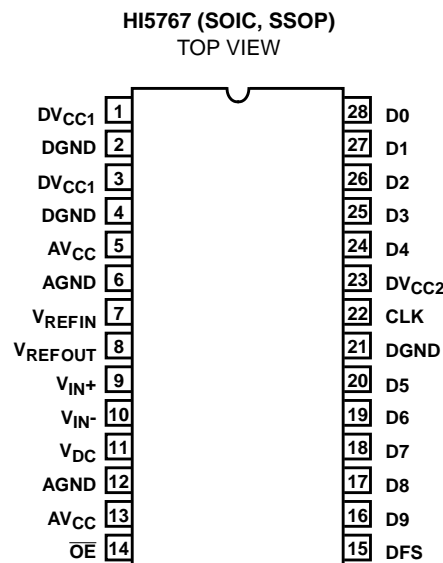 HI5767 (SOIC, SSOP)
TOP VIEW
DVCC1 1 28 D0
DGND 2 27 D1
DVCC1 3 26 D2
DGND 4 25 D3
AVCC 5 24 D4
AGND 6 23 DVCC2
VREFIN 7 22 CLK
VREFOUT 8 21 DGND
VIN+ 9 20 D5
VIN- 10 19 D6
VDC 11 18 D7
AGND 12 17 D8
AVCC 13 16 D9
O̅E̅ 14 15 DFS